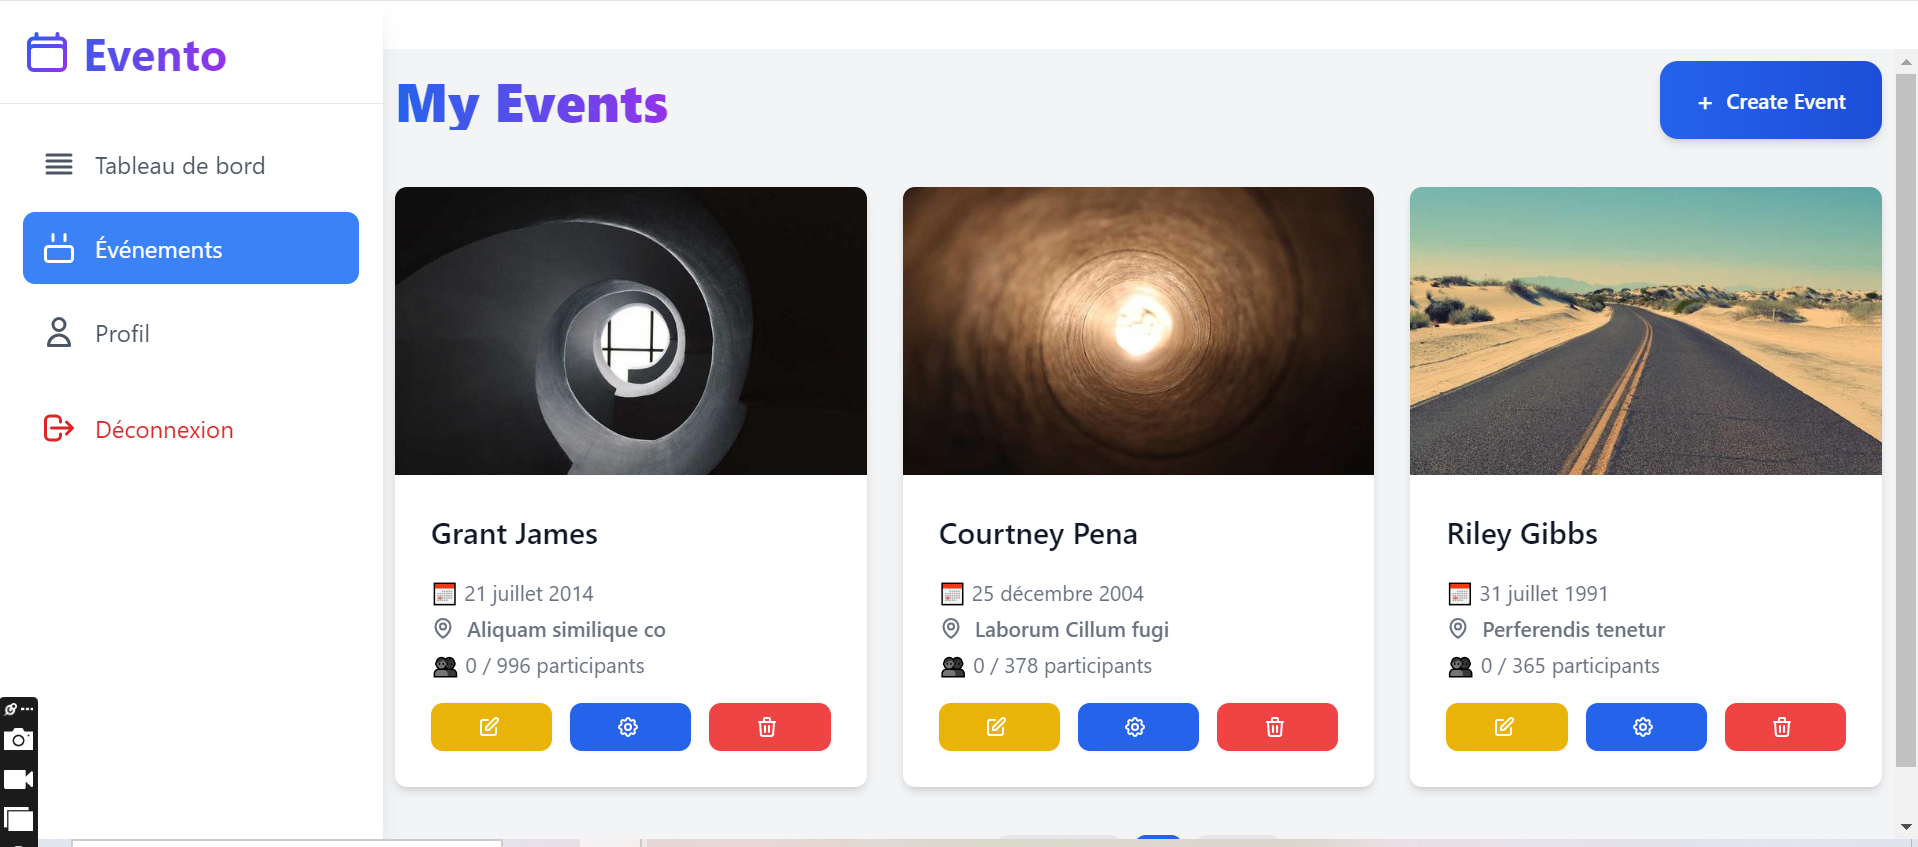 Evento
Tableau de bord
Événements
Profil
Déconnexion
My Events
+ Create Event
Grant James
21 juillet 2014
Aliquam similique co
0 / 996 participants
Courtney Pena
25 décembre 2004
Laborum Cillum fugi
0 / 378 participants
Riley Gibbs
31 juillet 1991
Perferendis tenetur
0 / 365 participants